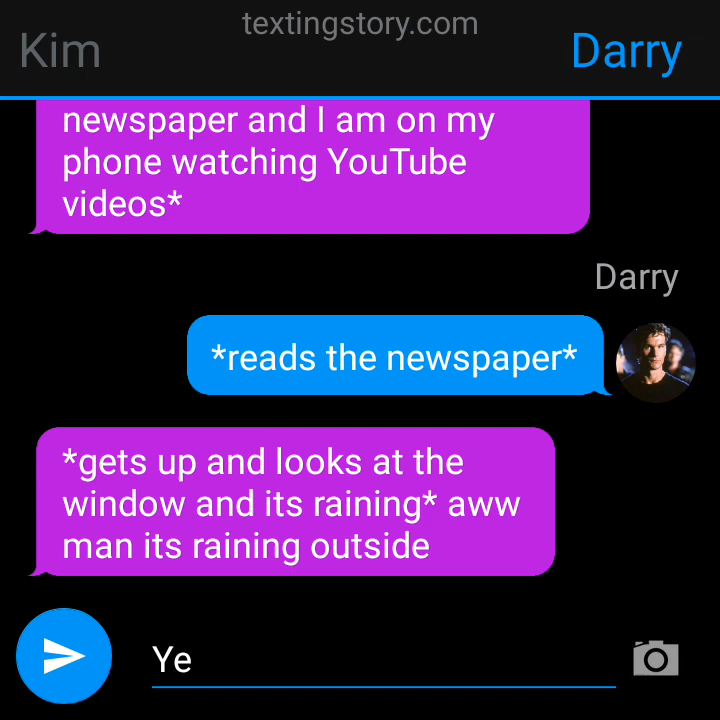 textingstory.com
Kim
Darry
newspaper and I am on my
phone watching YouTube
videos*
Darry
*reads the newspaper*
*gets up and looks at the
window and its raining* aww
man its raining outside
Ye